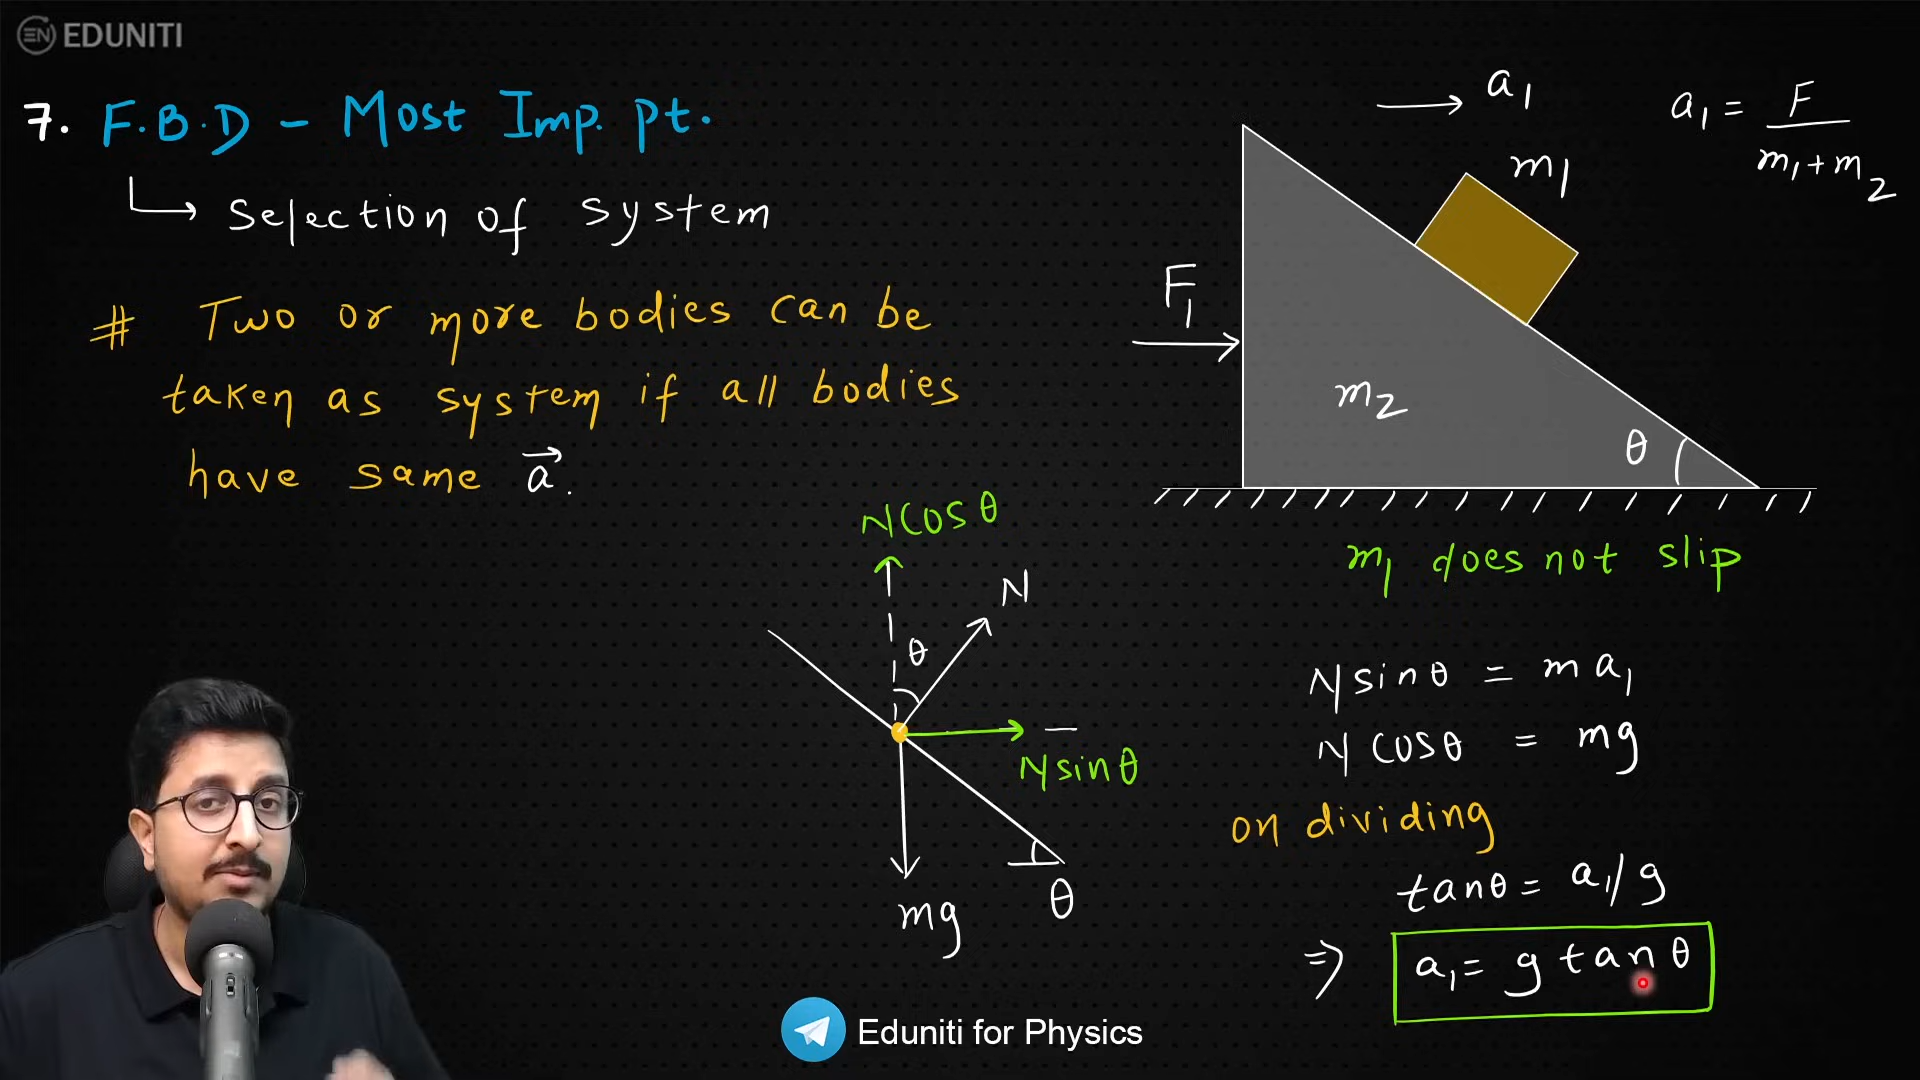 EN EDUNITI
7. F.B.D - Most Imp. pt.
Selection of system
# Two or more bodies can be
taken as system if all bodies
have same a⃗.
a₁
a₁ = F / m₁ + m₂
m₁
F₁
m₂
θ
m₁ does not slip
N cos θ
N
θ
N sin θ
mg
θ
N sin θ = m a₁
N cos θ = mg
on dividing
tan θ = a₁/g
⇒ a₁ = g tan θ
Eduniti for Physics